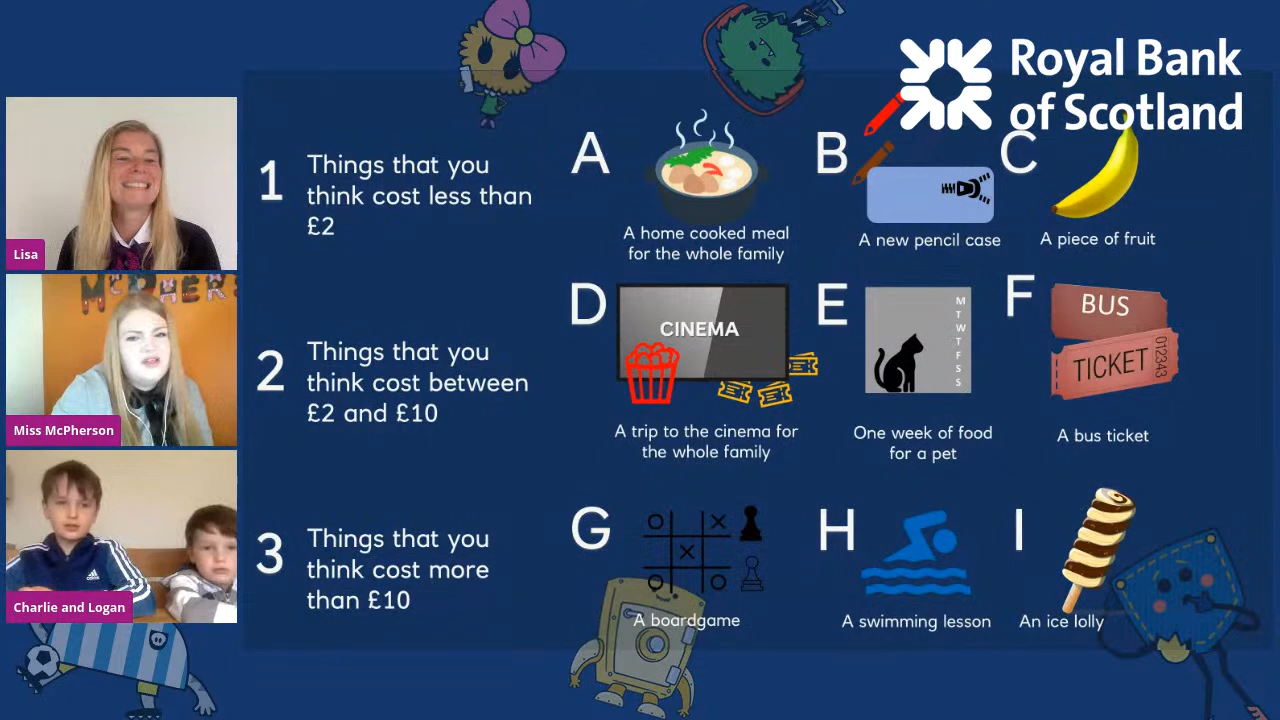 Royal Bank
of Scotland
Lisa
McPHER
Miss McPherson
Charlie and Logan
1
Things that you
think cost less than
£2
2
Things that you
think cost between
£2 and £10
3
Things that you
think cost more
than £10
A
A home cooked meal
for the whole family
B
A new pencil case
C
A piece of fruit
D
CINEMA
A trip to the cinema for
the whole family
E
M
T
W
T
F
S
S
One week of food
for a pet
F
BUS
TICKET
012343
A bus ticket
G
A boardgame
H
A swimming lesson
I
An ice lolly